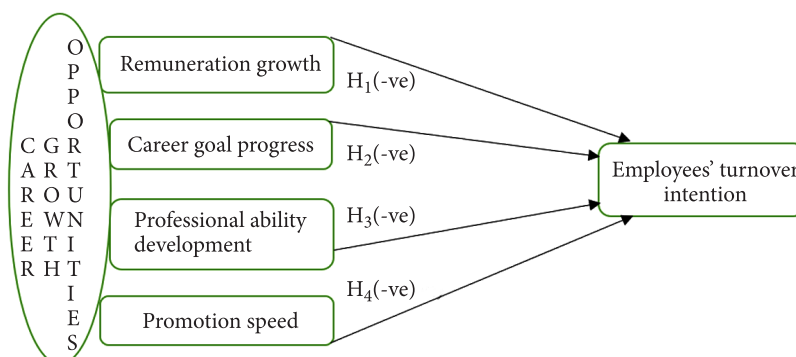 CAREER
GROWTH
OPPORTUNITIES
Remuneration growth
H₁(-ve)
Career goal progress
H₂(-ve)
Professional ability
development
H₃(-ve)
Promotion speed
H₄(-ve)
Employees' turnover
intention